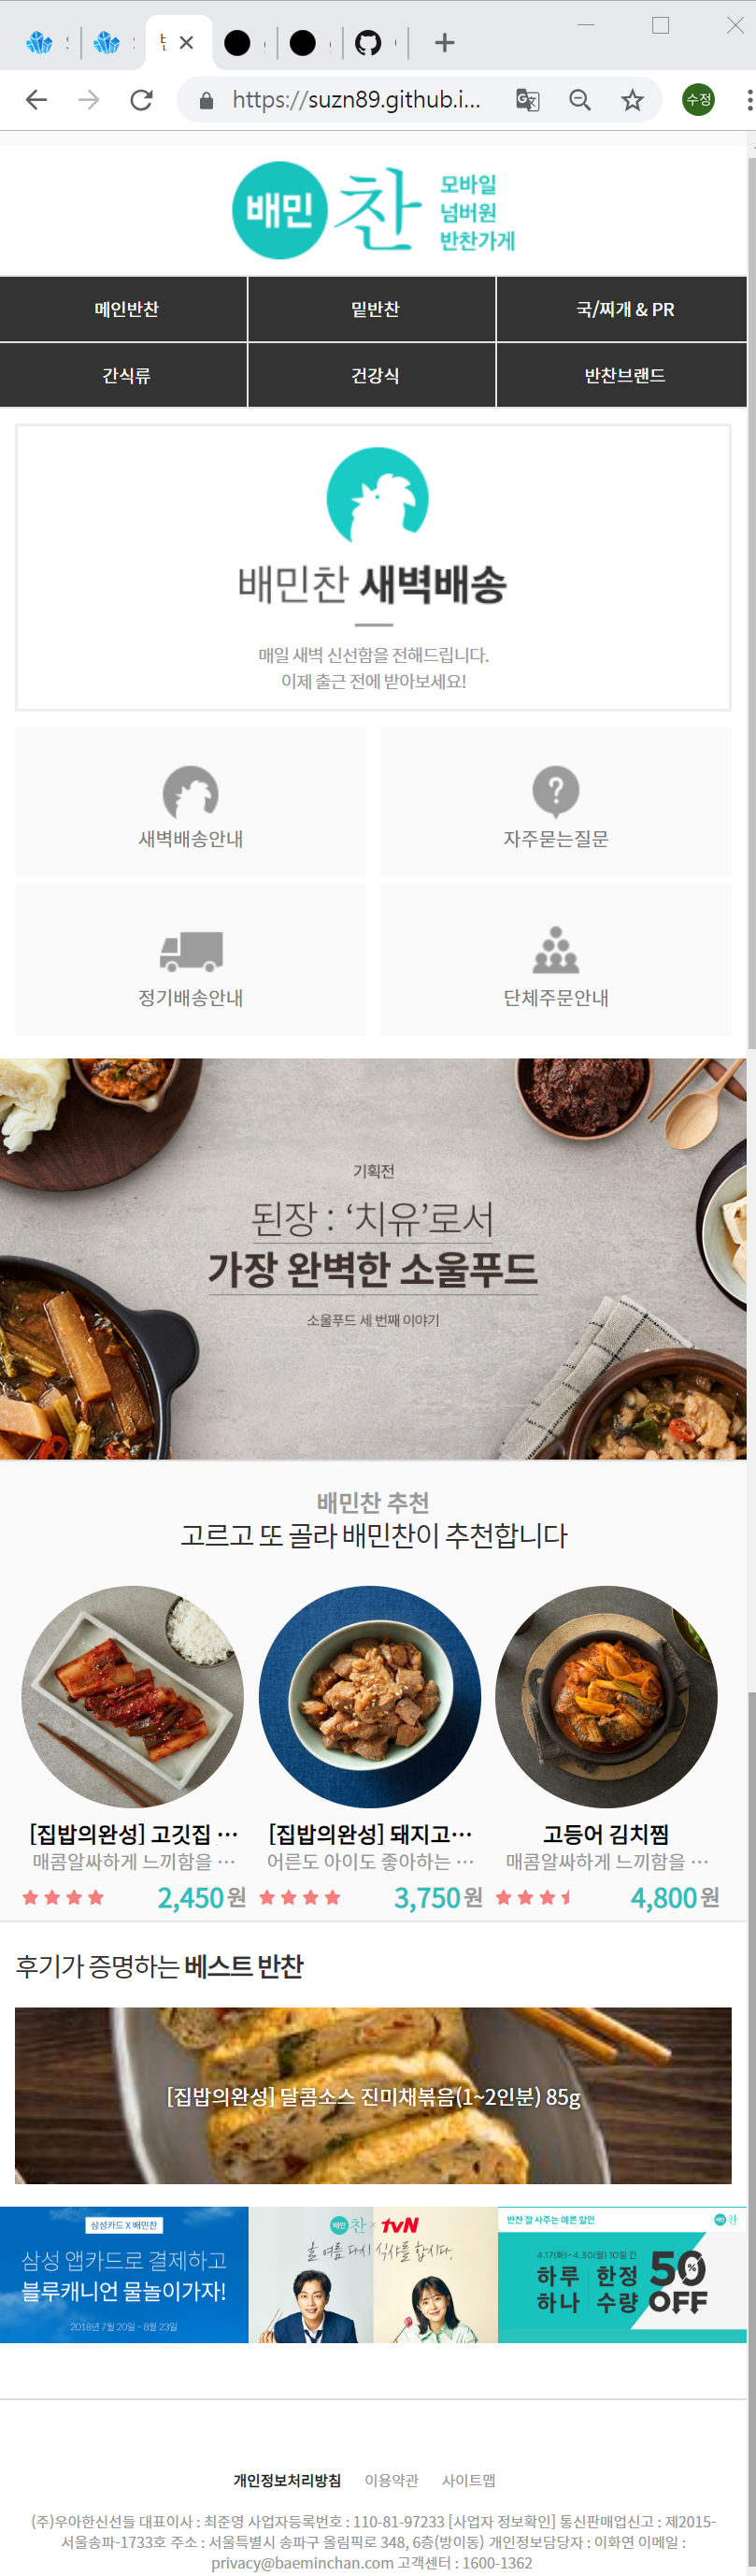 https://suzn89.github.i...
수정
배민찬
모바일
넘버원
반찬가게
메인반찬 밑반찬 국/찌개 & PR
간식류 건강식 반찬브랜드
배민찬 새벽배송
매일 새벽 신선함을 전해드립니다.
이제 출근 전에 받아보세요!
새벽배송안내 자주묻는질문
정기배송안내 단체주문안내
기획전
된장 : ‘치유’로서
가장 완벽한 소울푸드
소울푸드 세 번째 이야기
배민찬 추천
고르고 또 골라 배민찬이 추천합니다
[집밥의완성] 고깃집 … [집밥의완성] 돼지고… 고등어 김치찜
매콤알싸하게 느끼함을 … 어른도 아이도 좋아하는 … 매콤알싸하게 느끼함을 …
2,450원 3,750원 4,800원
후기가 증명하는 베스트 반찬
[집밥의완성] 달콤소스 진미채볶음(1~2인분) 85g
삼성카드 X 배민찬
삼성 앱카드로 결제하고
블루캐니언 물놀이가자!
2018년 7월 20일 ~ 8월 23일
배민찬 × tvN
올 여름 다시 식사를 합시다.
반찬 잘 사주는 예쁜 할인
배민찬
4.17(화)~4.30(월) 10일 간
하루 한정 50%
하나 수량 OFF
개인정보처리방침 이용약관 사이트맵
(주)우아한신선들 대표이사 : 최준영 사업자등록번호 : 110-81-97233 [사업자 정보확인] 통신판매업신고 : 제2015-
서울송파-1733호 주소 : 서울특별시 송파구 올림픽로 348, 6층(방이동) 개인정보담당자 : 이화연 이메일 :
privacy@baeminchan.com 고객센터 : 1600-1362